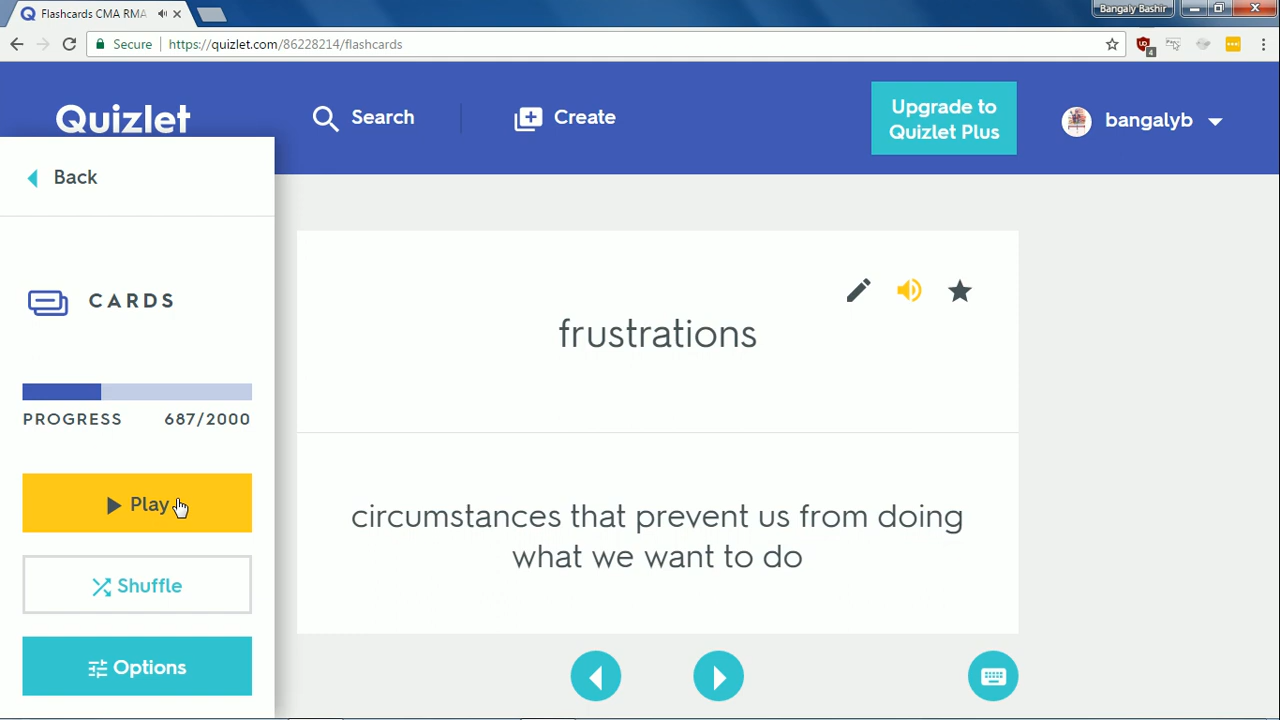 Flashcards CMA RMA
Bangaly Bashir
Secure
https://quizlet.com/86228214/flashcards
4
Quizlet
Search
Create
Upgrade to
Quizlet Plus
bangalyb
Back
CARDS
PROGRESS 687/2000
Play
Shuffle
Options
frustrations
circumstances that prevent us from doing
what we want to do